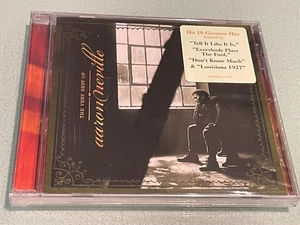 THE VERY BEST OF
aaron neville
His 18 Greatest Hits
"Tell It Like It Is,"
"Everybody Plays
The Fool,"
"Don't Know Much"
& "Louisiana 1927"